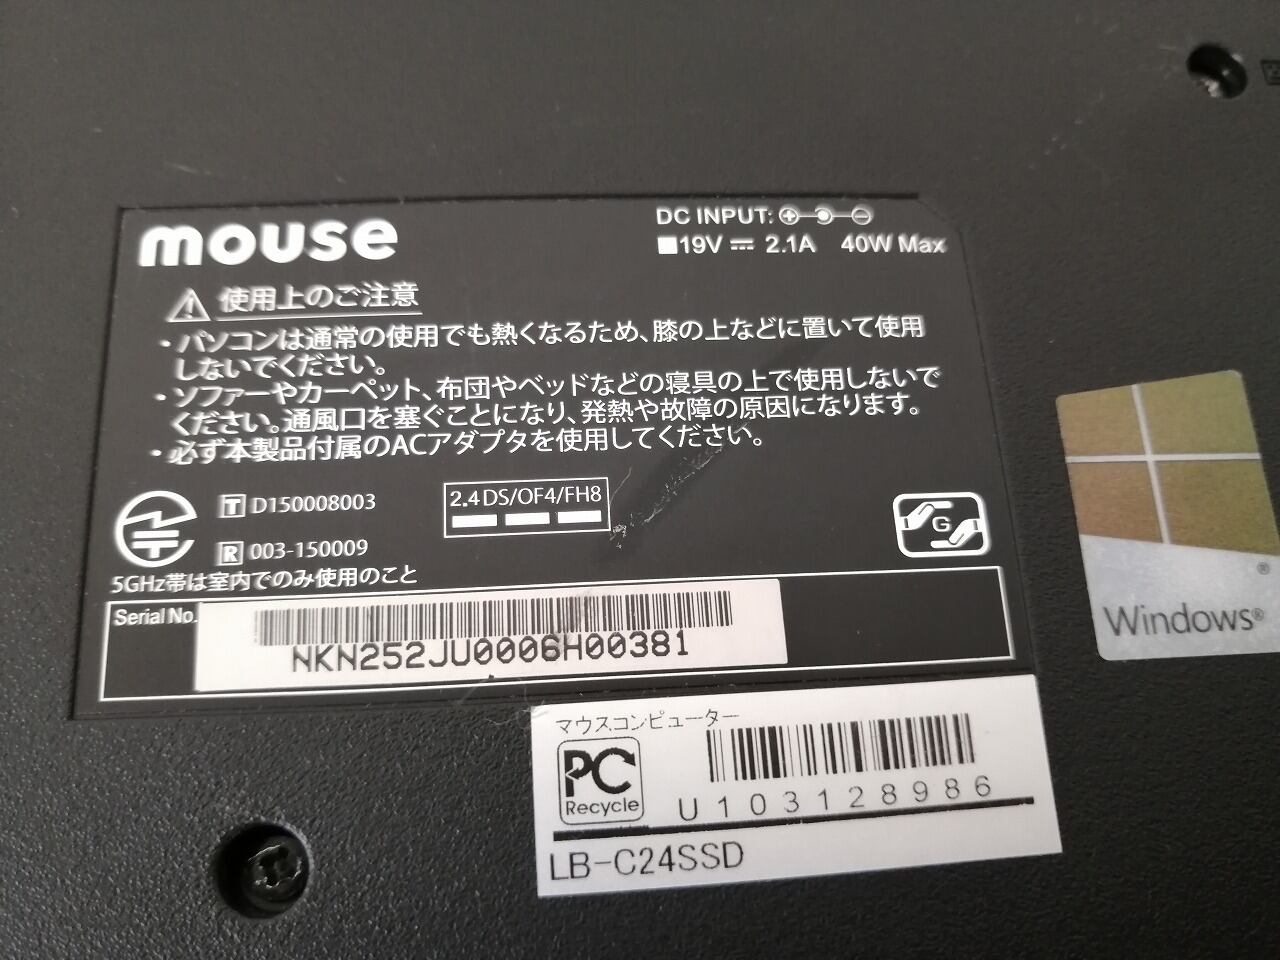 mouse
DC INPUT:
19V 2.1A 40W Max
使用上のご注意
・パソコンは通常の使用でも熱くなるため、膝の上などに置いて使用
しないでください。
・ソファーやカーペット、布団やベッドなどの寝具の上で使用しないで
ください。通風口を塞ぐことになり、発熱や故障の原因になります。
・必ず本製品付属のACアダプタを使用してください。
T D150008003
R 003-150009
2.4DS/OF4/FH8
G
5GHz帯は室内でのみ使用のこと
Serial No.
NKN252JU0006H00381
Windows®
マウスコンピューター
PC
Recycle
U103128986
LB-C24SSD